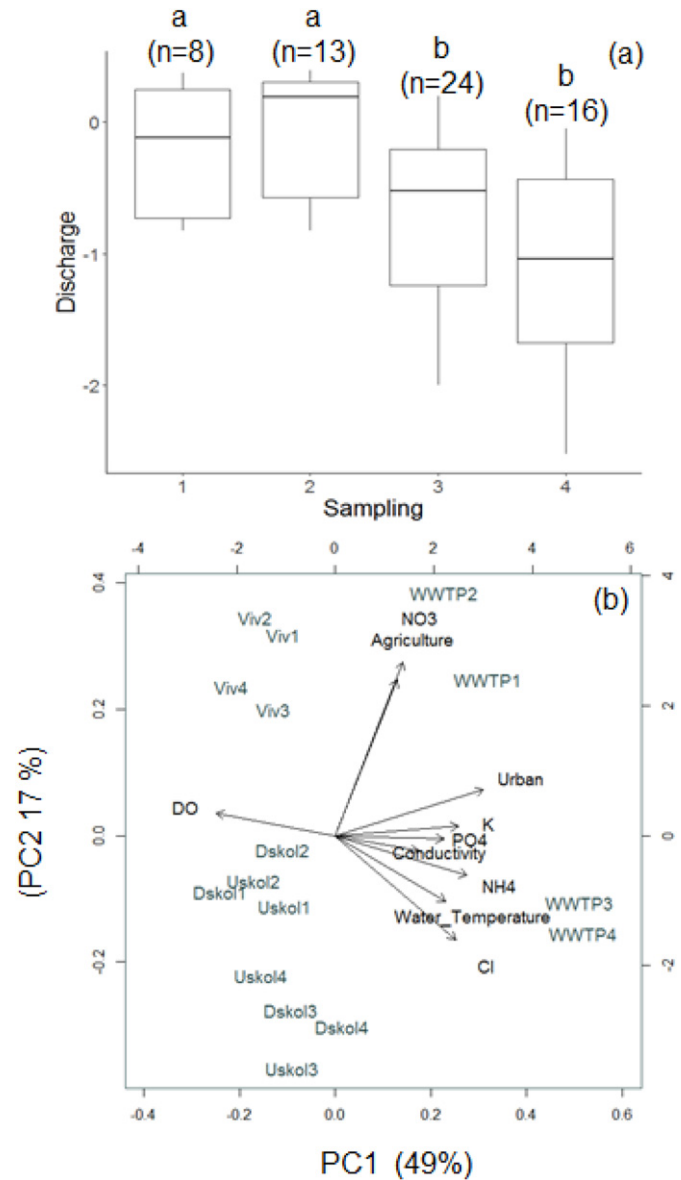 a
a
(n=8)
(n=13)
b
b
(a)
(n=24)
(n=16)
0
-1
-2
Discharge
1
2
3
4
Sampling
-4
-2
0
2
4
6
(b)
0.4
0.2
0.0
-0.2
4
2
0
-2
WWTP2
NO3
Agriculture
Viv2
Viv1
WWTP1
Viv4
Viv3
Urban
DO
K
PO4
Conductivity
Dskol2
NH4
Uskol2
Dskol1
Uskol1
Water_Temperature
WWTP3
WWTP4
Cl
Uskol4
Dskol3
Dskol4
Uskol3
(PC2 17 %)
-0.4
-0.2
0.0
0.2
0.4
0.6
PC1 (49%)